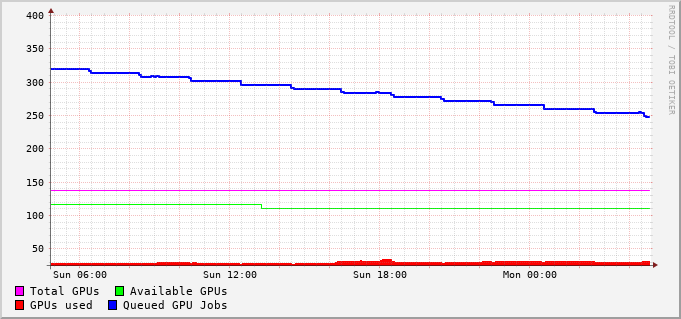 400
350
300
250
200
150
100
50
Sun 06:00 Sun 12:00 Sun 18:00 Mon 00:00
Total GPUs Available GPUs
GPUs used Queued GPU Jobs
RRDTOOL / TOBI OETIKER